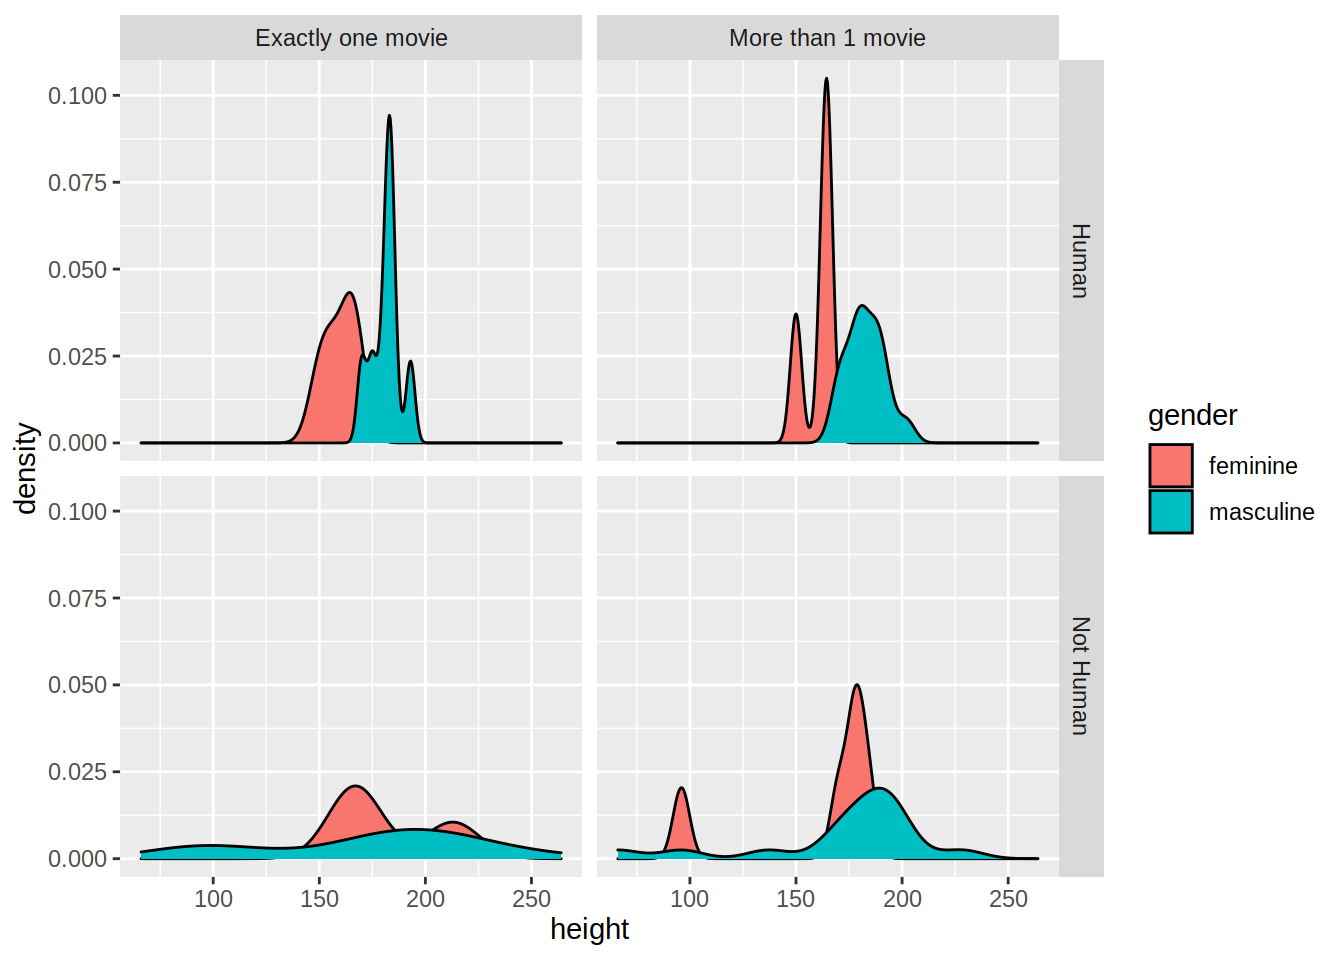 Exactly one movie
More than 1 movie
0.100
0.075
0.050
0.025
0.000
Human
0.100
0.075
0.050
0.025
0.000
Not Human
density
100
150
200
250
100
150
200
250
height
gender
feminine
masculine